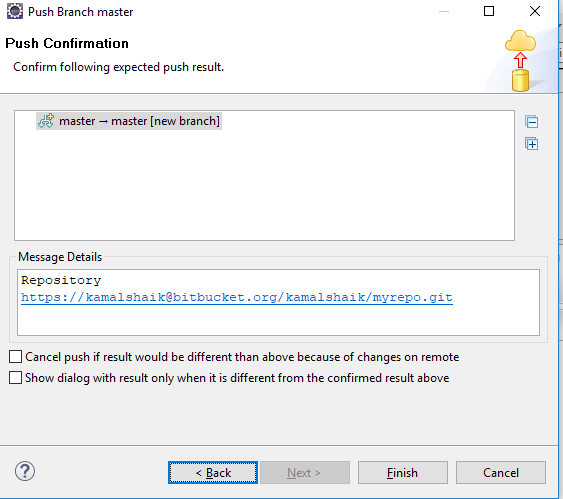 Push Branch master
Push Confirmation
Confirm following expected push result.
master → master [new branch]
Message Details
Repository
https://kamalshaik@bitbucket.org/kamalshaik/myrepo.git
Cancel push if result would be different than above because of changes on remote
Show dialog with result only when it is different from the confirmed result above
< Back
Next >
Finish
Cancel